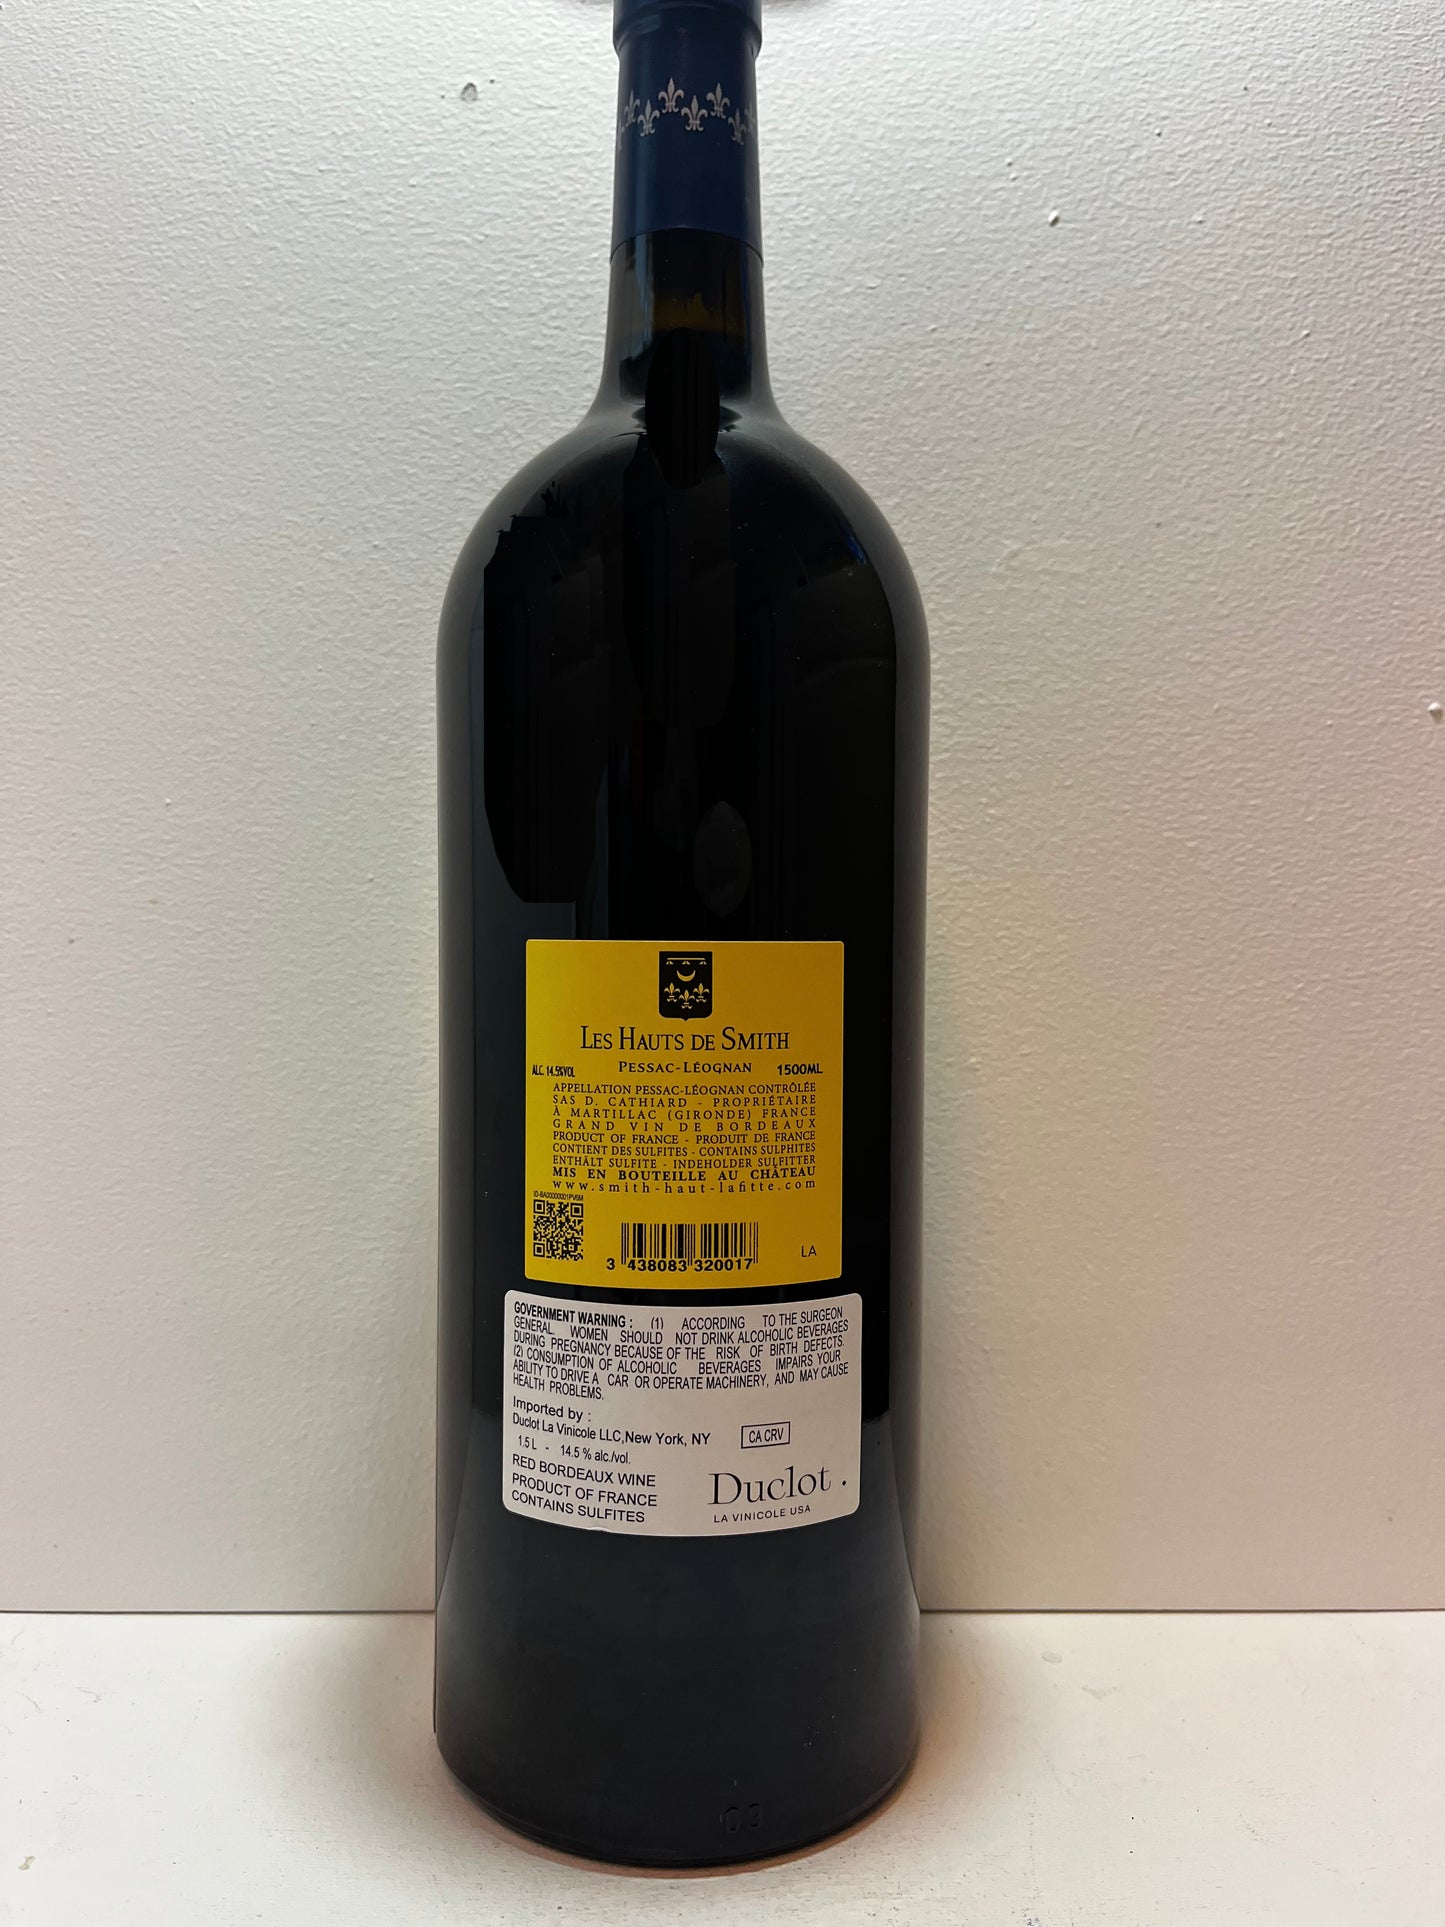 LES HAUTS DE SMITH
PESSAC-LÉOGNAN
ALC. 14.5%VOL
1500ML
APPELLATION PESSAC-LÉOGNAN CONTRÔLÉE
SAS D. CATHIARD - PROPRIÉTAIRE
À MARTILLAC (GIRONDE) FRANCE
GRAND VIN DE BORDEAUX
PRODUCT OF FRANCE - PRODUIT DE FRANCE
CONTIENT DES SULFITES - CONTAINS SULPHITES
ENTHÄLT SULFITE - INDEHOLDER SULFITTER
MIS EN BOUTEILLE AU CHÂTEAU
www.smith-haut-lafitte.com
ID-BA00000001PV6M
3 438083 320017
LA
GOVERNMENT WARNING : (1) ACCORDING TO THE SURGEON
GENERAL WOMEN SHOULD NOT DRINK ALCOHOLIC BEVERAGES
DURING PREGNANCY BECAUSE OF THE RISK OF BIRTH DEFECTS.
(2) CONSUMPTION OF ALCOHOLIC BEVERAGES IMPAIRS YOUR
ABILITY TO DRIVE A CAR OR OPERATE MACHINERY, AND MAY CAUSE
HEALTH PROBLEMS.
Imported by :
Duclot La Vinicole LLC,New York, NY
CA CRV
1.5 L - 14.5 % alc./vol.
RED BORDEAUX WINE
PRODUCT OF FRANCE
CONTAINS SULFITES
Duclot.
LA VINICOLE USA
09